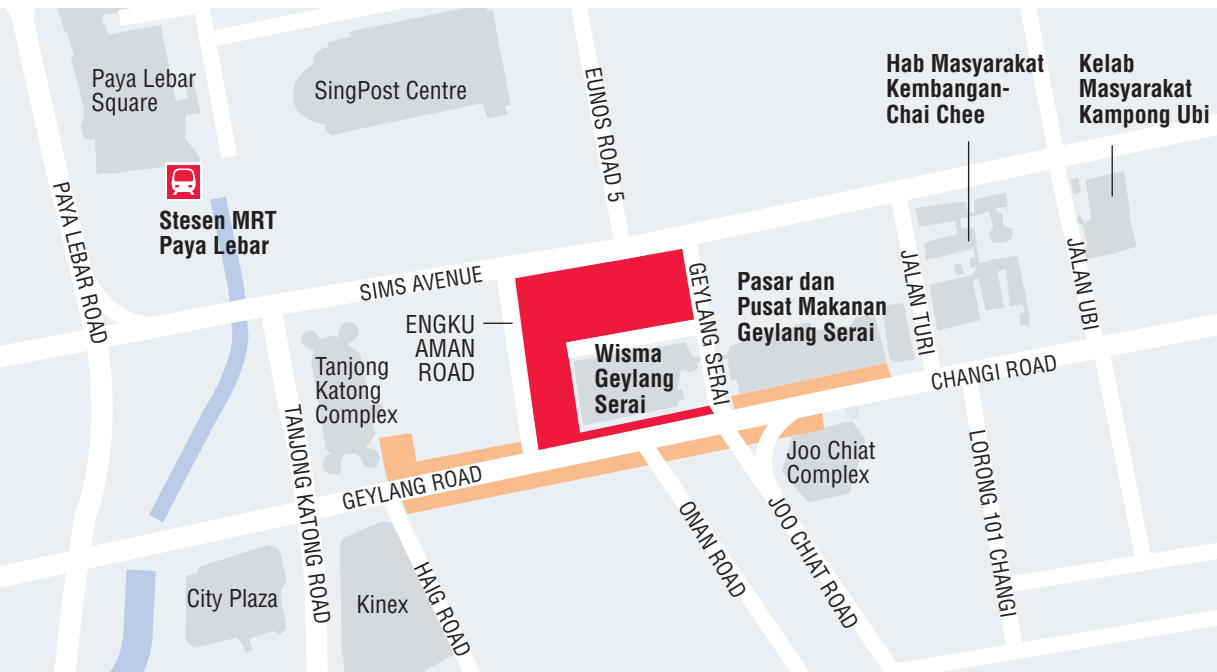 Paya Lebar
Square
SingPost Centre
EUNOS ROAD 5
Hab Masyarakat
Kembangan-
Chai Chee
Kelab
Masyarakat
Kampong Ubi
PAYA LEBAR ROAD
Stesen MRT
Paya Lebar
SIMS AVENUE
GEYLANG SERAI
Pasar dan
Pusat Makanan
Geylang Serai
JALAN TURI
JALAN UBI
ENGKU
AMAN
ROAD
Wisma
Geylang
Serai
Tanjong
Katong
Complex
CHANGI ROAD
TANJONG KATONG ROAD
GEYLANG ROAD
Joo Chiat
Complex
LORONG 101 CHANGI
ONAN ROAD
JOO CHIAT ROAD
HAIG ROAD
City Plaza
Kinex